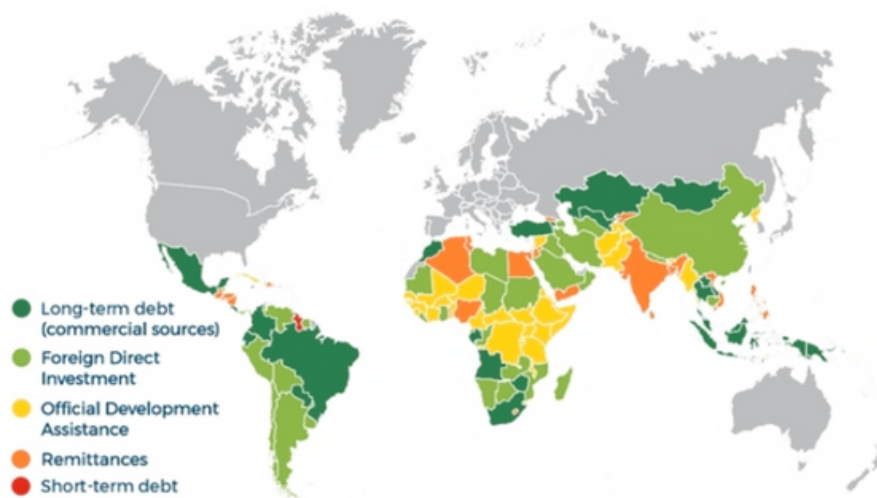 Long-term debt
(commercial sources)
Foreign Direct
Investment
Official Development
Assistance
Remittances
Short-term debt